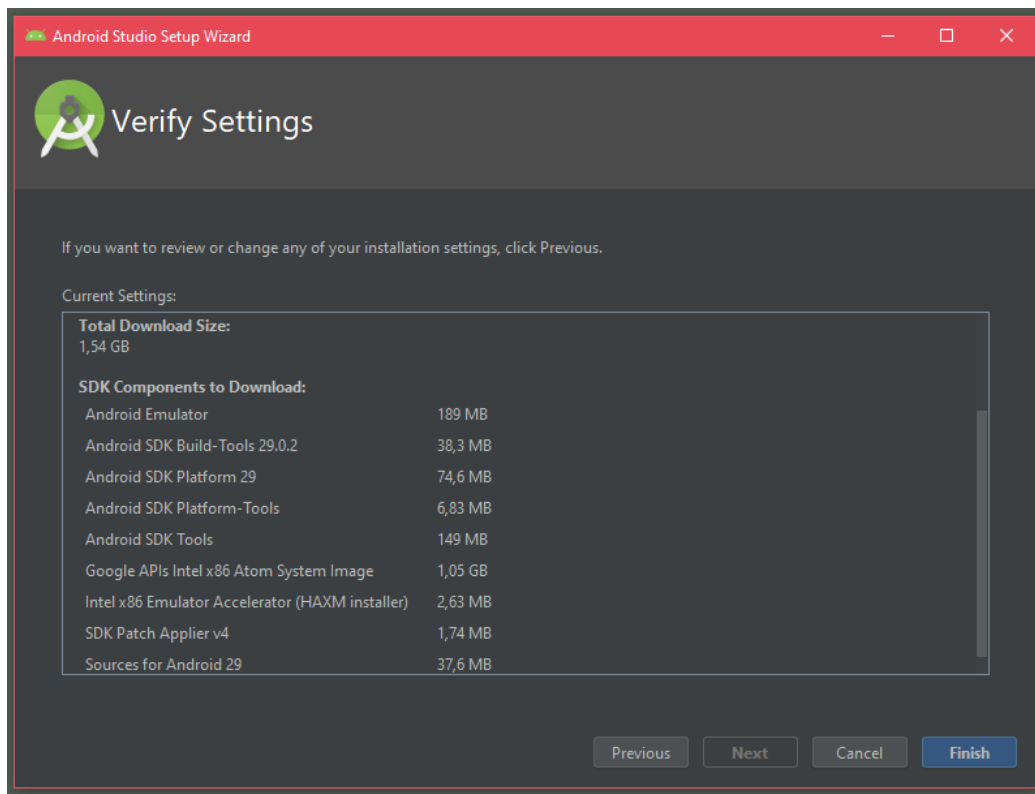 Android Studio Setup Wizard
Verify Settings
If you want to review or change any of your installation settings, click Previous.
Current Settings:
Total Download Size:
1,54 GB
SDK Components to Download:
Android Emulator 189 MB
Android SDK Build-Tools 29.0.2 38,3 MB
Android SDK Platform 29 74,6 MB
Android SDK Platform-Tools 6,83 MB
Android SDK Tools 149 MB
Google APIs Intel x86 Atom System Image 1,05 GB
Intel x86 Emulator Accelerator (HAXM installer) 2,63 MB
SDK Patch Applier v4 1,74 MB
Sources for Android 29 37,6 MB
Previous Next Cancel Finish